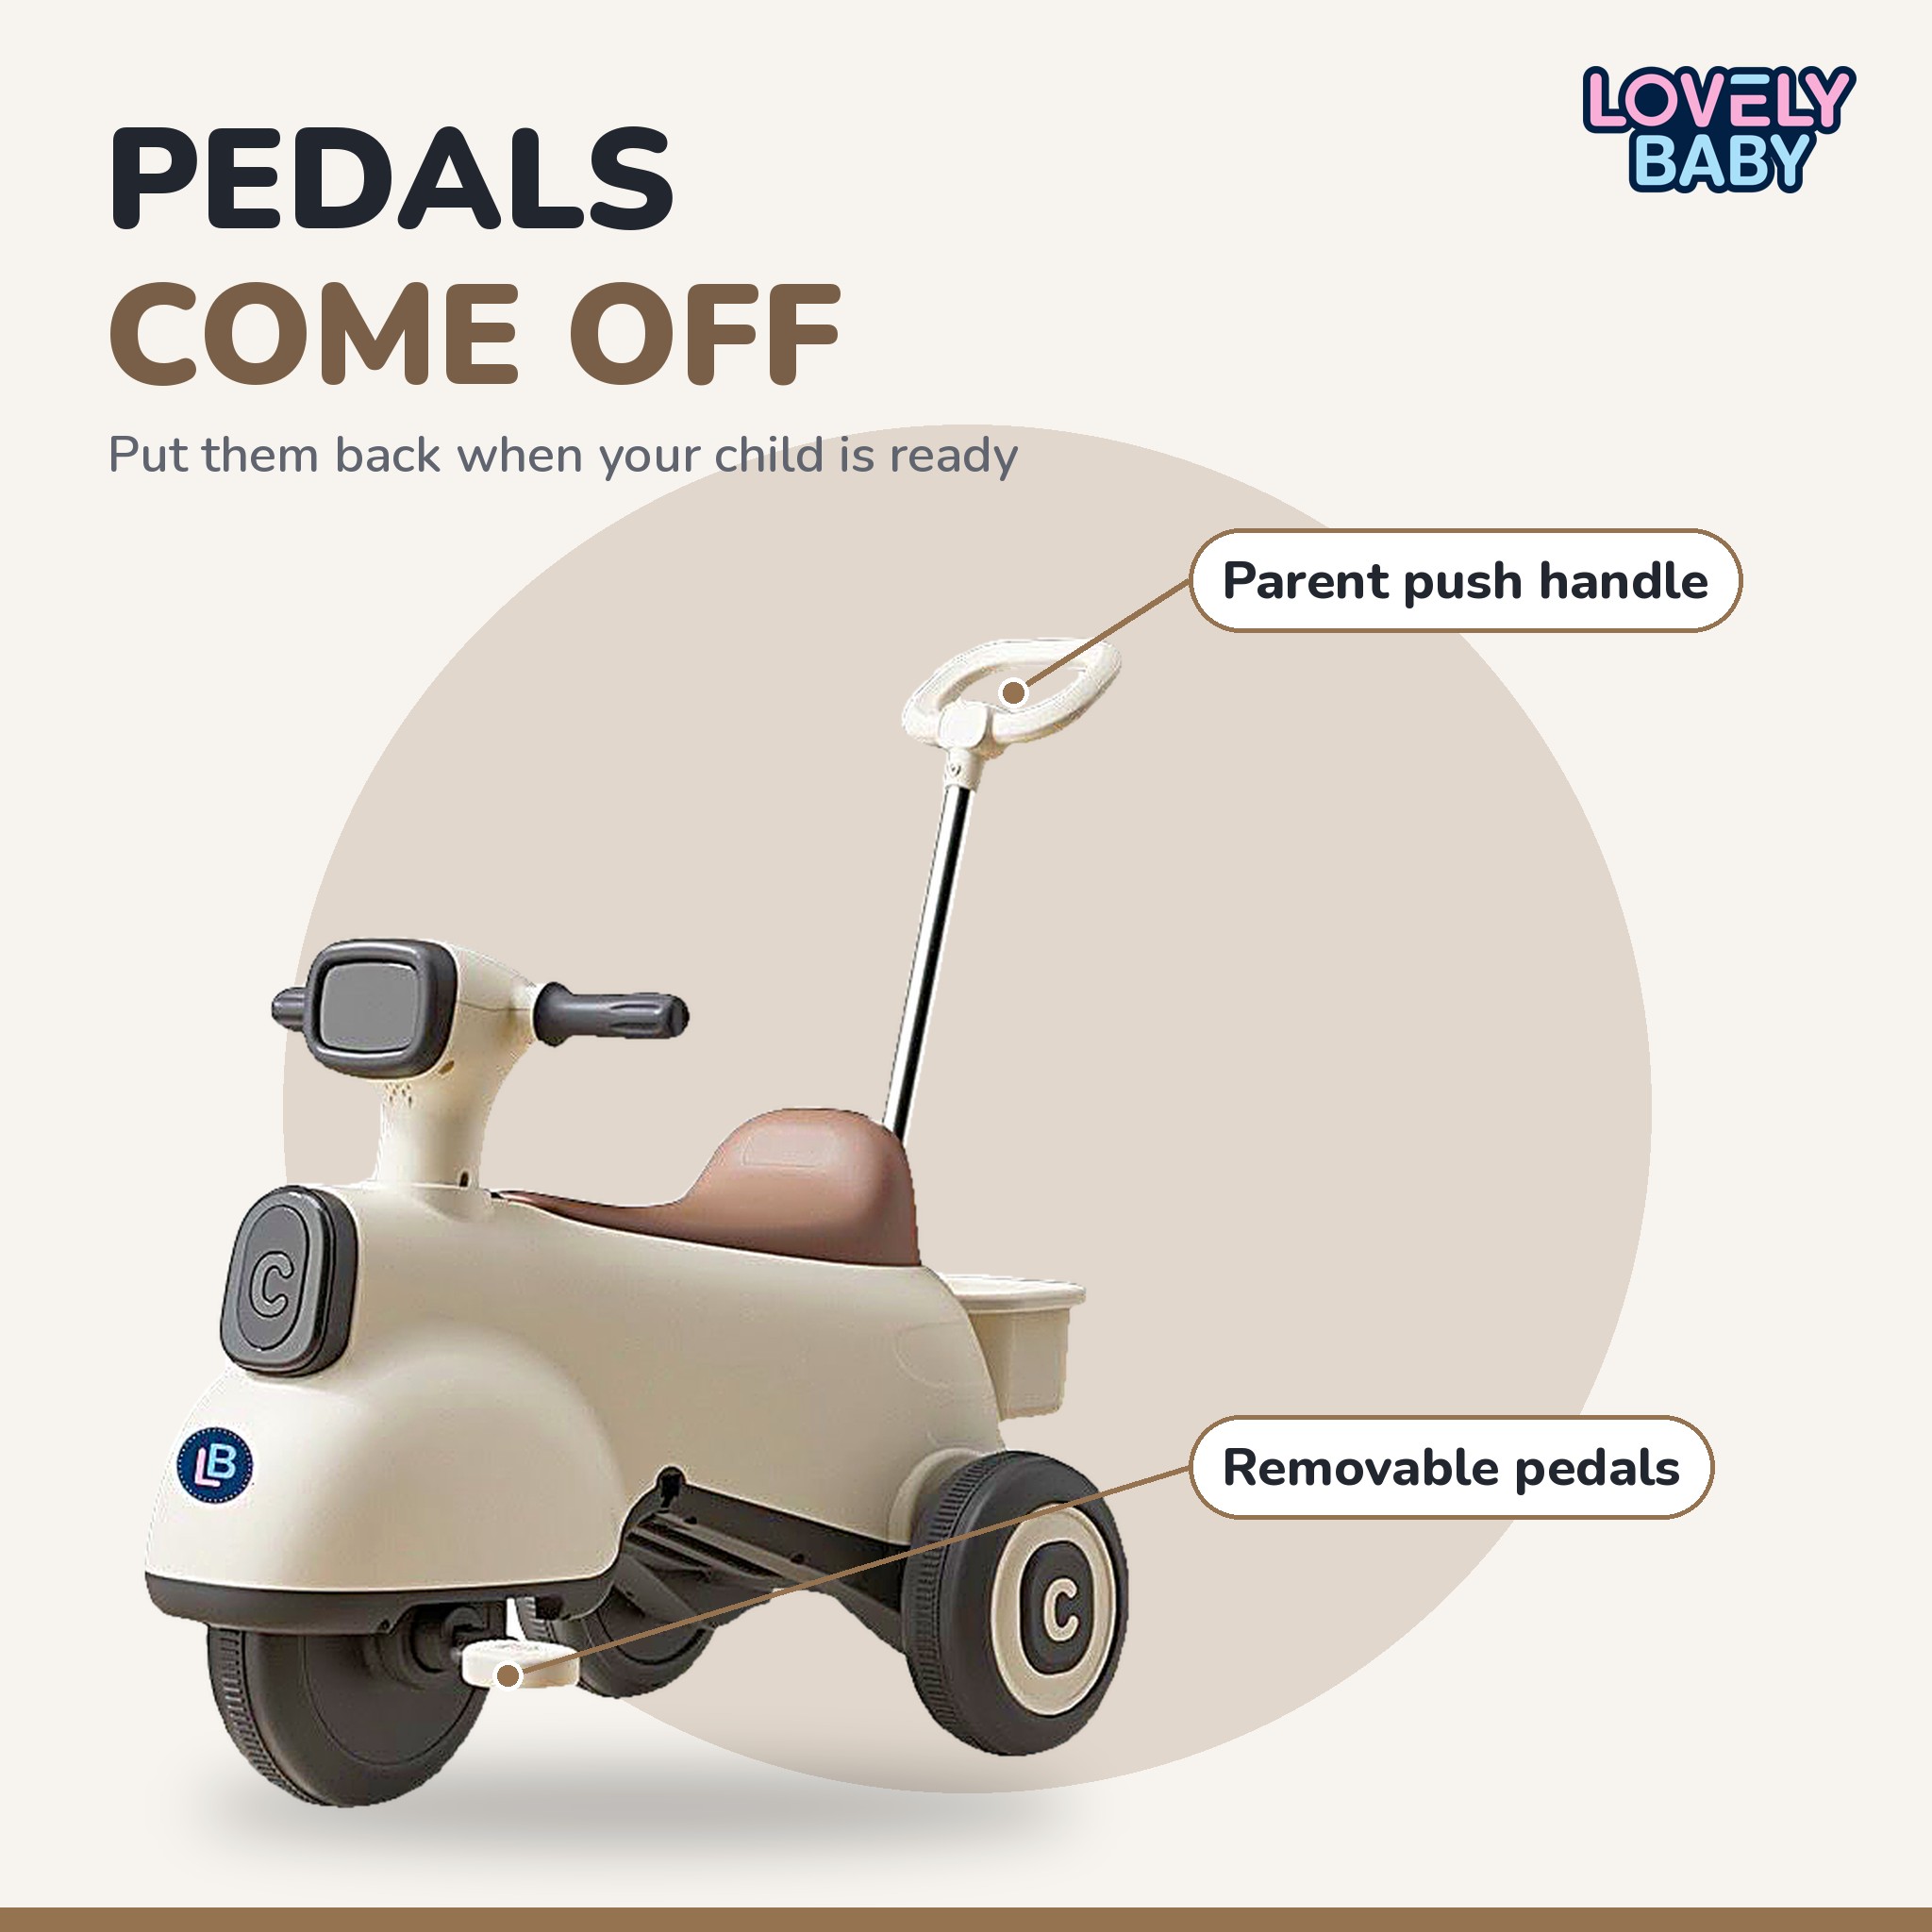 LOVELY
BABY
PEDALS
COME OFF
Put them back when your child is ready
Parent push handle
C
LB
Removable pedals
C